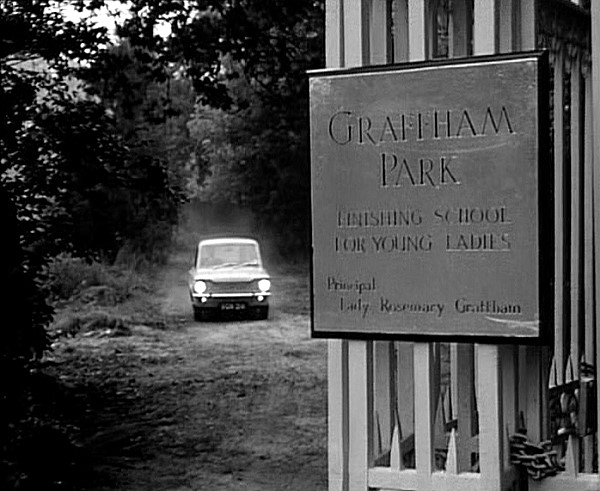 GRAFFHAM
PARK
FINISHING SCHOOL
FOR YOUNG LADIES
Principal
Lady Rosemary Graffham